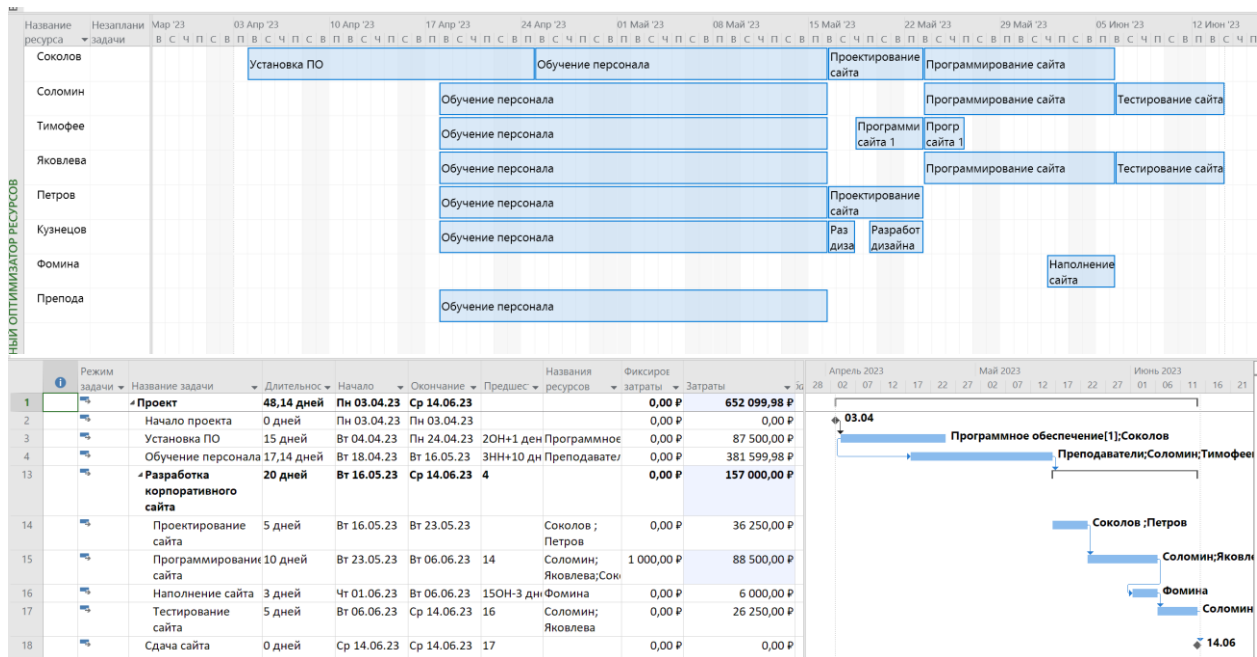 Название ресурса
Незаплани задачи
Мар '23 03 Апр '23 10 Апр '23 17 Апр '23 24 Апр '23 01 Май '23 08 Май '23 15 Май '23 22 Май '23 29 Май '23 05 Июн '23 12 Июн '23
В С Ч П С В П В С Ч П С В П В С Ч П С В П В С Ч П С В П В С Ч П С В П В С Ч П С В П В С Ч П С В П В С Ч П С В П В С Ч П С В П В С Ч П С В П В С Ч П С В П В С Ч П
НЫЙ ОПТИМИЗАТОР РЕСУРСОВ
Соколов
Установка ПО
Обучение персонала
Проектирование
сайта
Программирование сайта
Соломин
Обучение персонала
Программирование сайта
Тестирование сайта
Тимофее
Обучение персонала
Программи
сайта 1
Прогр
сайта 1
Яковлева
Обучение персонала
Программирование сайта
Тестирование сайта
Петров
Обучение персонала
Проектирование
сайта
Кузнецов
Обучение персонала
Раз
диза
Разработ
дизайна
Фомина
Наполнение
сайта
Препода
Обучение персонала
Режим задачи
Название задачи
Длительнос
Начало
Окончание
Предшес
Названия ресурсов
Фиксиров затраты
Затраты
Апрель 2023 Май 2023 Июнь 2023
28 02 07 12 17 22 27 02 07 12 17 22 27 01 06 11 16 21
1 Проект 48,14 дней Пн 03.04.23 Ср 14.06.23 0,00 ₽ 652 099,98 ₽
2 Начало проекта 0 дней Пн 03.04.23 Пн 03.04.23 0,00 ₽ 0,00 ₽
03.04
3 Установка ПО 15 дней Вт 04.04.23 Пн 24.04.23 2ОН+1 ден Программное 0,00 ₽ 87 500,00 ₽
Программное обеспечение[1];Соколов
4 Обучение персонала 17,14 дней Вт 18.04.23 Вт 16.05.23 3НН+10 дн Преподавател 0,00 ₽ 381 599,98 ₽
Преподаватели;Соломин;Тимофее
13 Разработка корпоративного сайта 20 дней Вт 16.05.23 Ср 14.06.23 4 0,00 ₽ 157 000,00 ₽
14 Проектирование сайта 5 дней Вт 16.05.23 Вт 23.05.23 Соколов ; Петров 0,00 ₽ 36 250,00 ₽
Соколов ;Петров
15 Программирование сайта 10 дней Вт 23.05.23 Вт 06.06.23 14 Соломин; Яковлева;Соко 1 000,00 ₽ 88 500,00 ₽
Соломин;Яковле
16 Наполнение сайта 3 дней Чт 01.06.23 Вт 06.06.23 15ОН-3 дн Фомина 0,00 ₽ 6 000,00 ₽
Фомина
17 Тестирование сайта 5 дней Вт 06.06.23 Ср 14.06.23 16 Соломин; Яковлева 0,00 ₽ 26 250,00 ₽
Соломин
18 Сдача сайта 0 дней Ср 14.06.23 Ср 14.06.23 17 0,00 ₽ 0,00 ₽
14.06